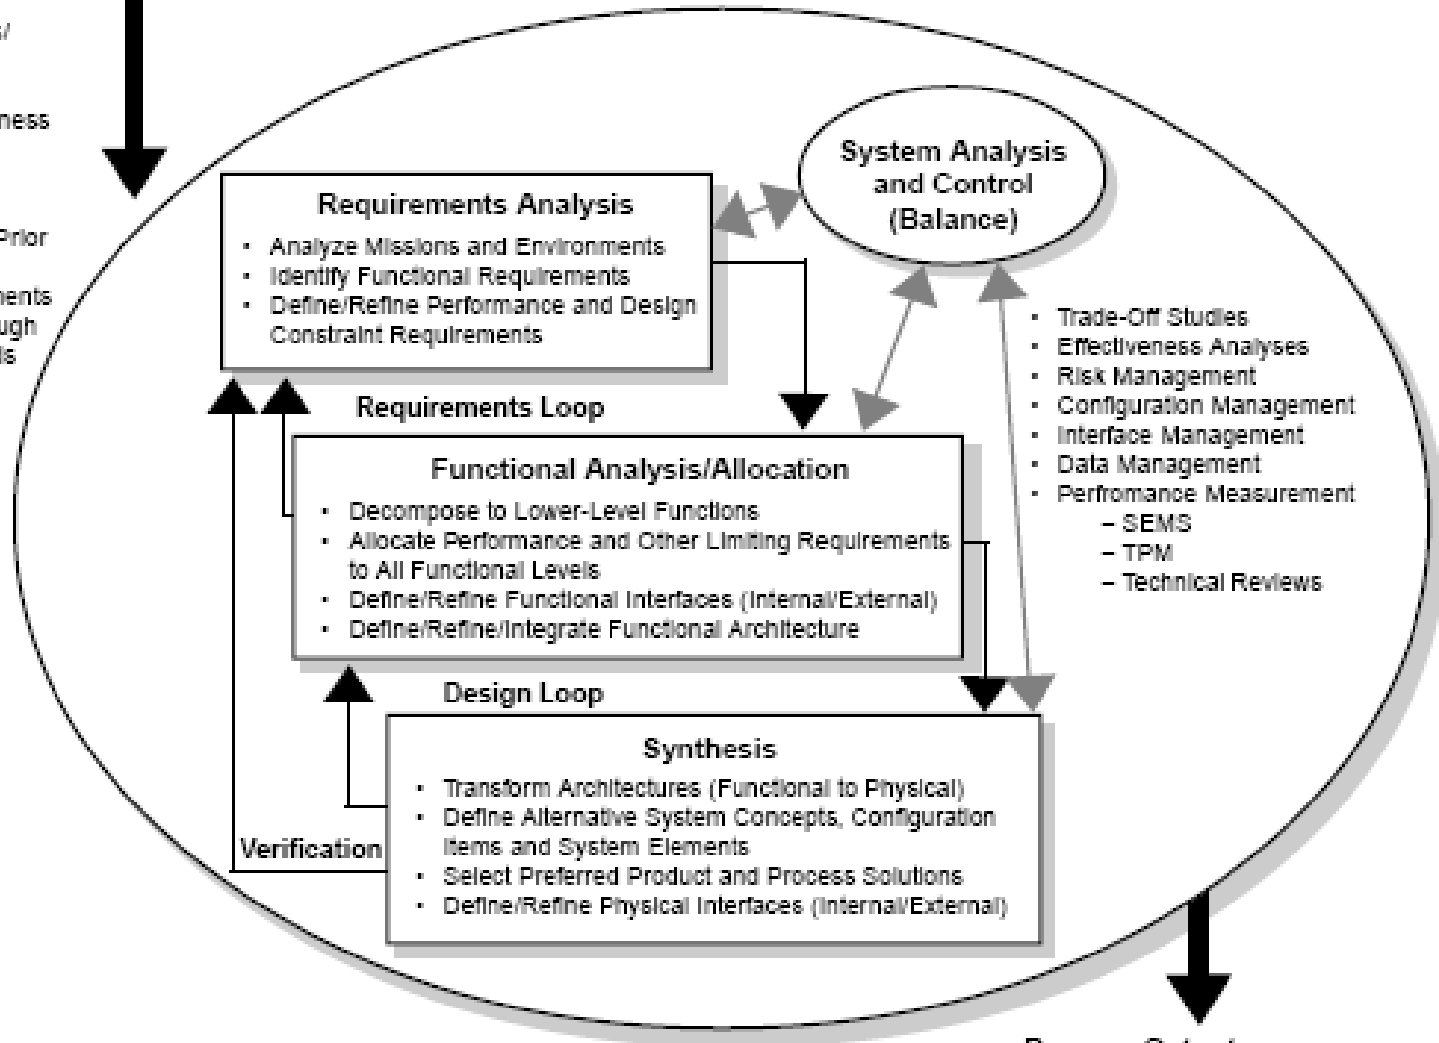 System Analysis
and Control
(Balance)
Requirements Analysis
• Analyze Missions and Environments
• Identify Functional Requirements
• Define/Refine Performance and Design
Constraint Requirements
• Trade-Off Studies
• Effectiveness Analyses
• Risk Management
• Configuration Management
• Interface Management
• Data Management
• Perfromance Measurement
– SEMS
– TPM
– Technical Reviews
Requirements Loop
Functional Analysis/Allocation
• Decompose to Lower-Level Functions
• Allocate Performance and Other Limiting Requirements
to All Functional Levels
• Define/Refine Functional Interfaces (Internal/External)
• Define/Refine/Integrate Functional Architecture
Design Loop
Synthesis
• Transform Architectures (Functional to Physical)
• Define Alternative System Concepts, Configuration
Items and System Elements
• Select Preferred Product and Process Solutions
• Define/Refine Physical Interfaces (Internal/External)
Verification
Prior